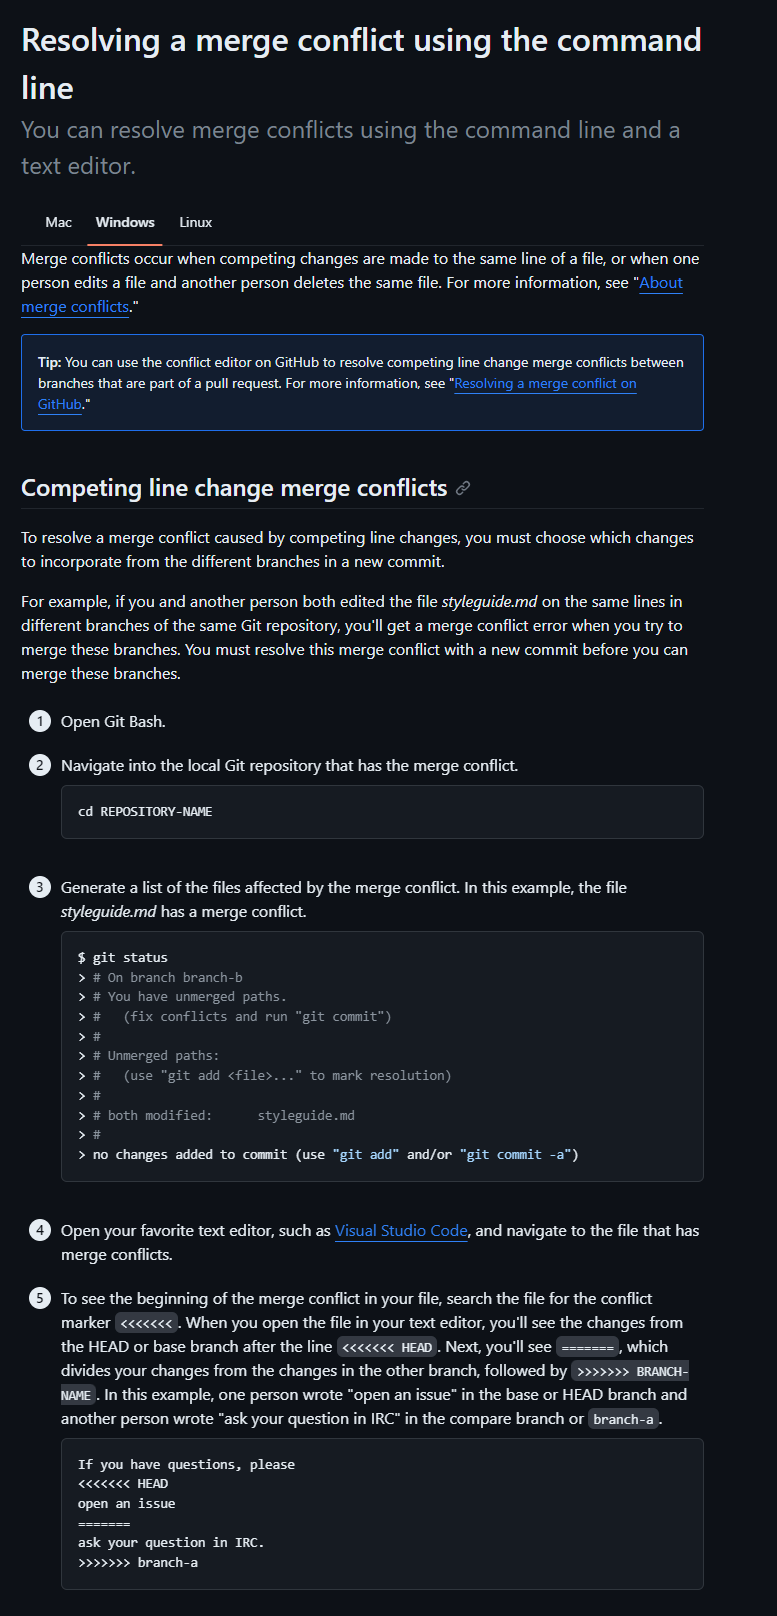 Resolving a merge conflict using the command
line
You can resolve merge conflicts using the command line and a
text editor.
Mac Windows Linux
Merge conflicts occur when competing changes are made to the same line of a file, or when one
person edits a file and another person deletes the same file. For more information, see "About
merge conflicts."
Tip: You can use the conflict editor on GitHub to resolve competing line change merge conflicts between
branches that are part of a pull request. For more information, see "Resolving a merge conflict on
GitHub."
Competing line change merge conflicts
To resolve a merge conflict caused by competing line changes, you must choose which changes
to incorporate from the different branches in a new commit.
For example, if you and another person both edited the file styleguide.md on the same lines in
different branches of the same Git repository, you'll get a merge conflict error when you try to
merge these branches. You must resolve this merge conflict with a new commit before you can
merge these branches.
1 Open Git Bash.
2 Navigate into the local Git repository that has the merge conflict.
cd REPOSITORY-NAME
3 Generate a list of the files affected by the merge conflict. In this example, the file
styleguide.md has a merge conflict.
$ git status
> # On branch branch-b
> # You have unmerged paths.
> #   (fix conflicts and run "git commit")
> #
> # Unmerged paths:
> #   (use "git add <file>..." to mark resolution)
> #
> # both modified:      styleguide.md
> #
> no changes added to commit (use "git add" and/or "git commit -a")
4 Open your favorite text editor, such as Visual Studio Code, and navigate to the file that has
merge conflicts.
5 To see the beginning of the merge conflict in your file, search the file for the conflict
marker <<<<<<<. When you open the file in your text editor, you'll see the changes from
the HEAD or base branch after the line <<<<<<< HEAD. Next, you'll see =======, which
divides your changes from the changes in the other branch, followed by >>>>>>> BRANCH-
NAME. In this example, one person wrote "open an issue" in the base or HEAD branch and
another person wrote "ask your question in IRC" in the compare branch or branch-a.
If you have questions, please
<<<<<<< HEAD
open an issue
=======
ask your question in IRC.
>>>>>>> branch-a